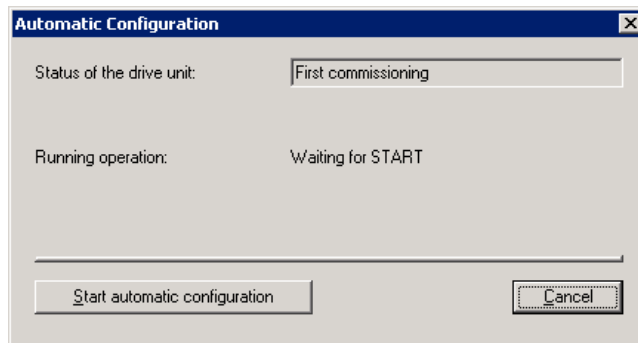 Automatic Configuration
Status of the drive unit: First commissioning
Running operation: Waiting for START
Start automatic configuration Cancel